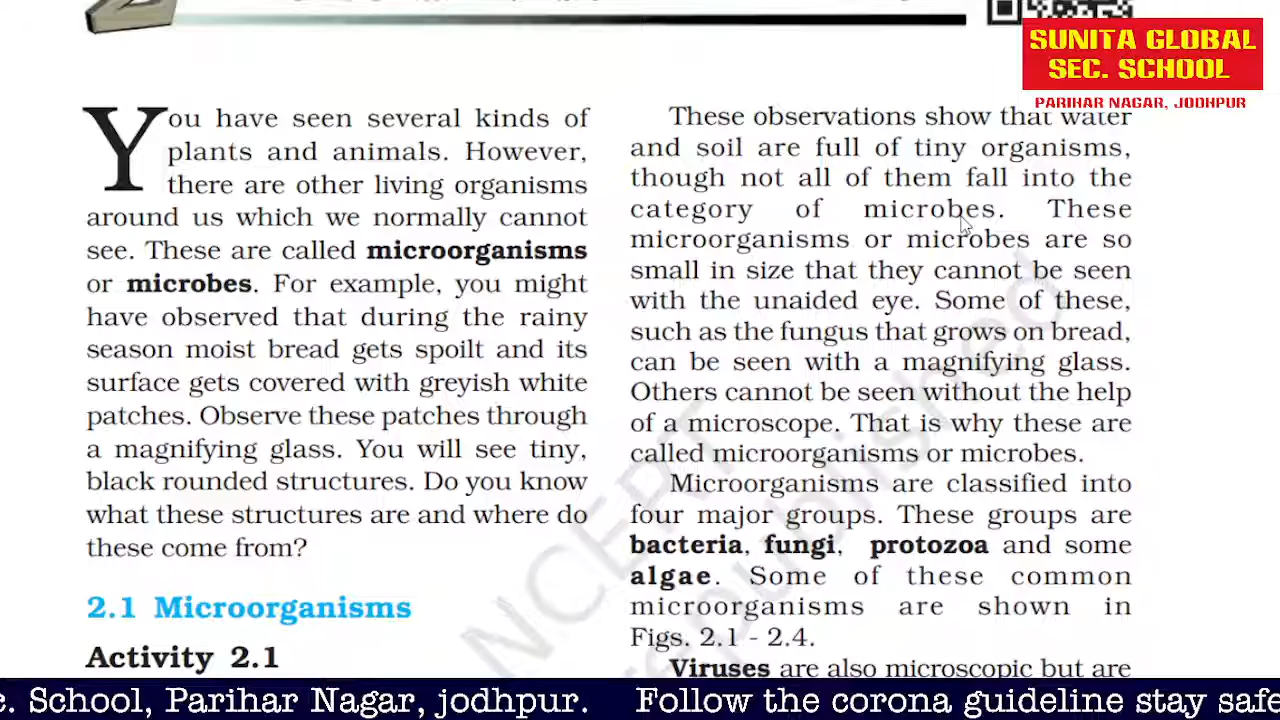 SUNITA GLOBAL
SEC. SCHOOL
PARIHAR NAGAR, JODHPUR
You have seen several kinds of
plants and animals. However,
there are other living organisms
around us which we normally cannot
see. These are called microorganisms
or microbes. For example, you might
have observed that during the rainy
season moist bread gets spoilt and its
surface gets covered with greyish white
patches. Observe these patches through
a magnifying glass. You will see tiny,
black rounded structures. Do you know
what these structures are and where do
these come from?
2.1 Microorganisms
Activity 2.1
These observations show that water
and soil are full of tiny organisms,
though not all of them fall into the
category of microbes. These
microorganisms or microbes are so
small in size that they cannot be seen
with the unaided eye. Some of these,
such as the fungus that grows on bread,
can be seen with a magnifying glass.
Others cannot be seen without the help
of a microscope. That is why these are
called microorganisms or microbes.
Microorganisms are classified into
four major groups. These groups are
bacteria, fungi, protozoa and some
algae. Some of these common
microorganisms are shown in
Figs. 2.1 - 2.4.
Viruses are also microscopic but are
NCERT
republished
c. School, Parihar Nagar, jodhpur. Follow the corona guideline stay safe